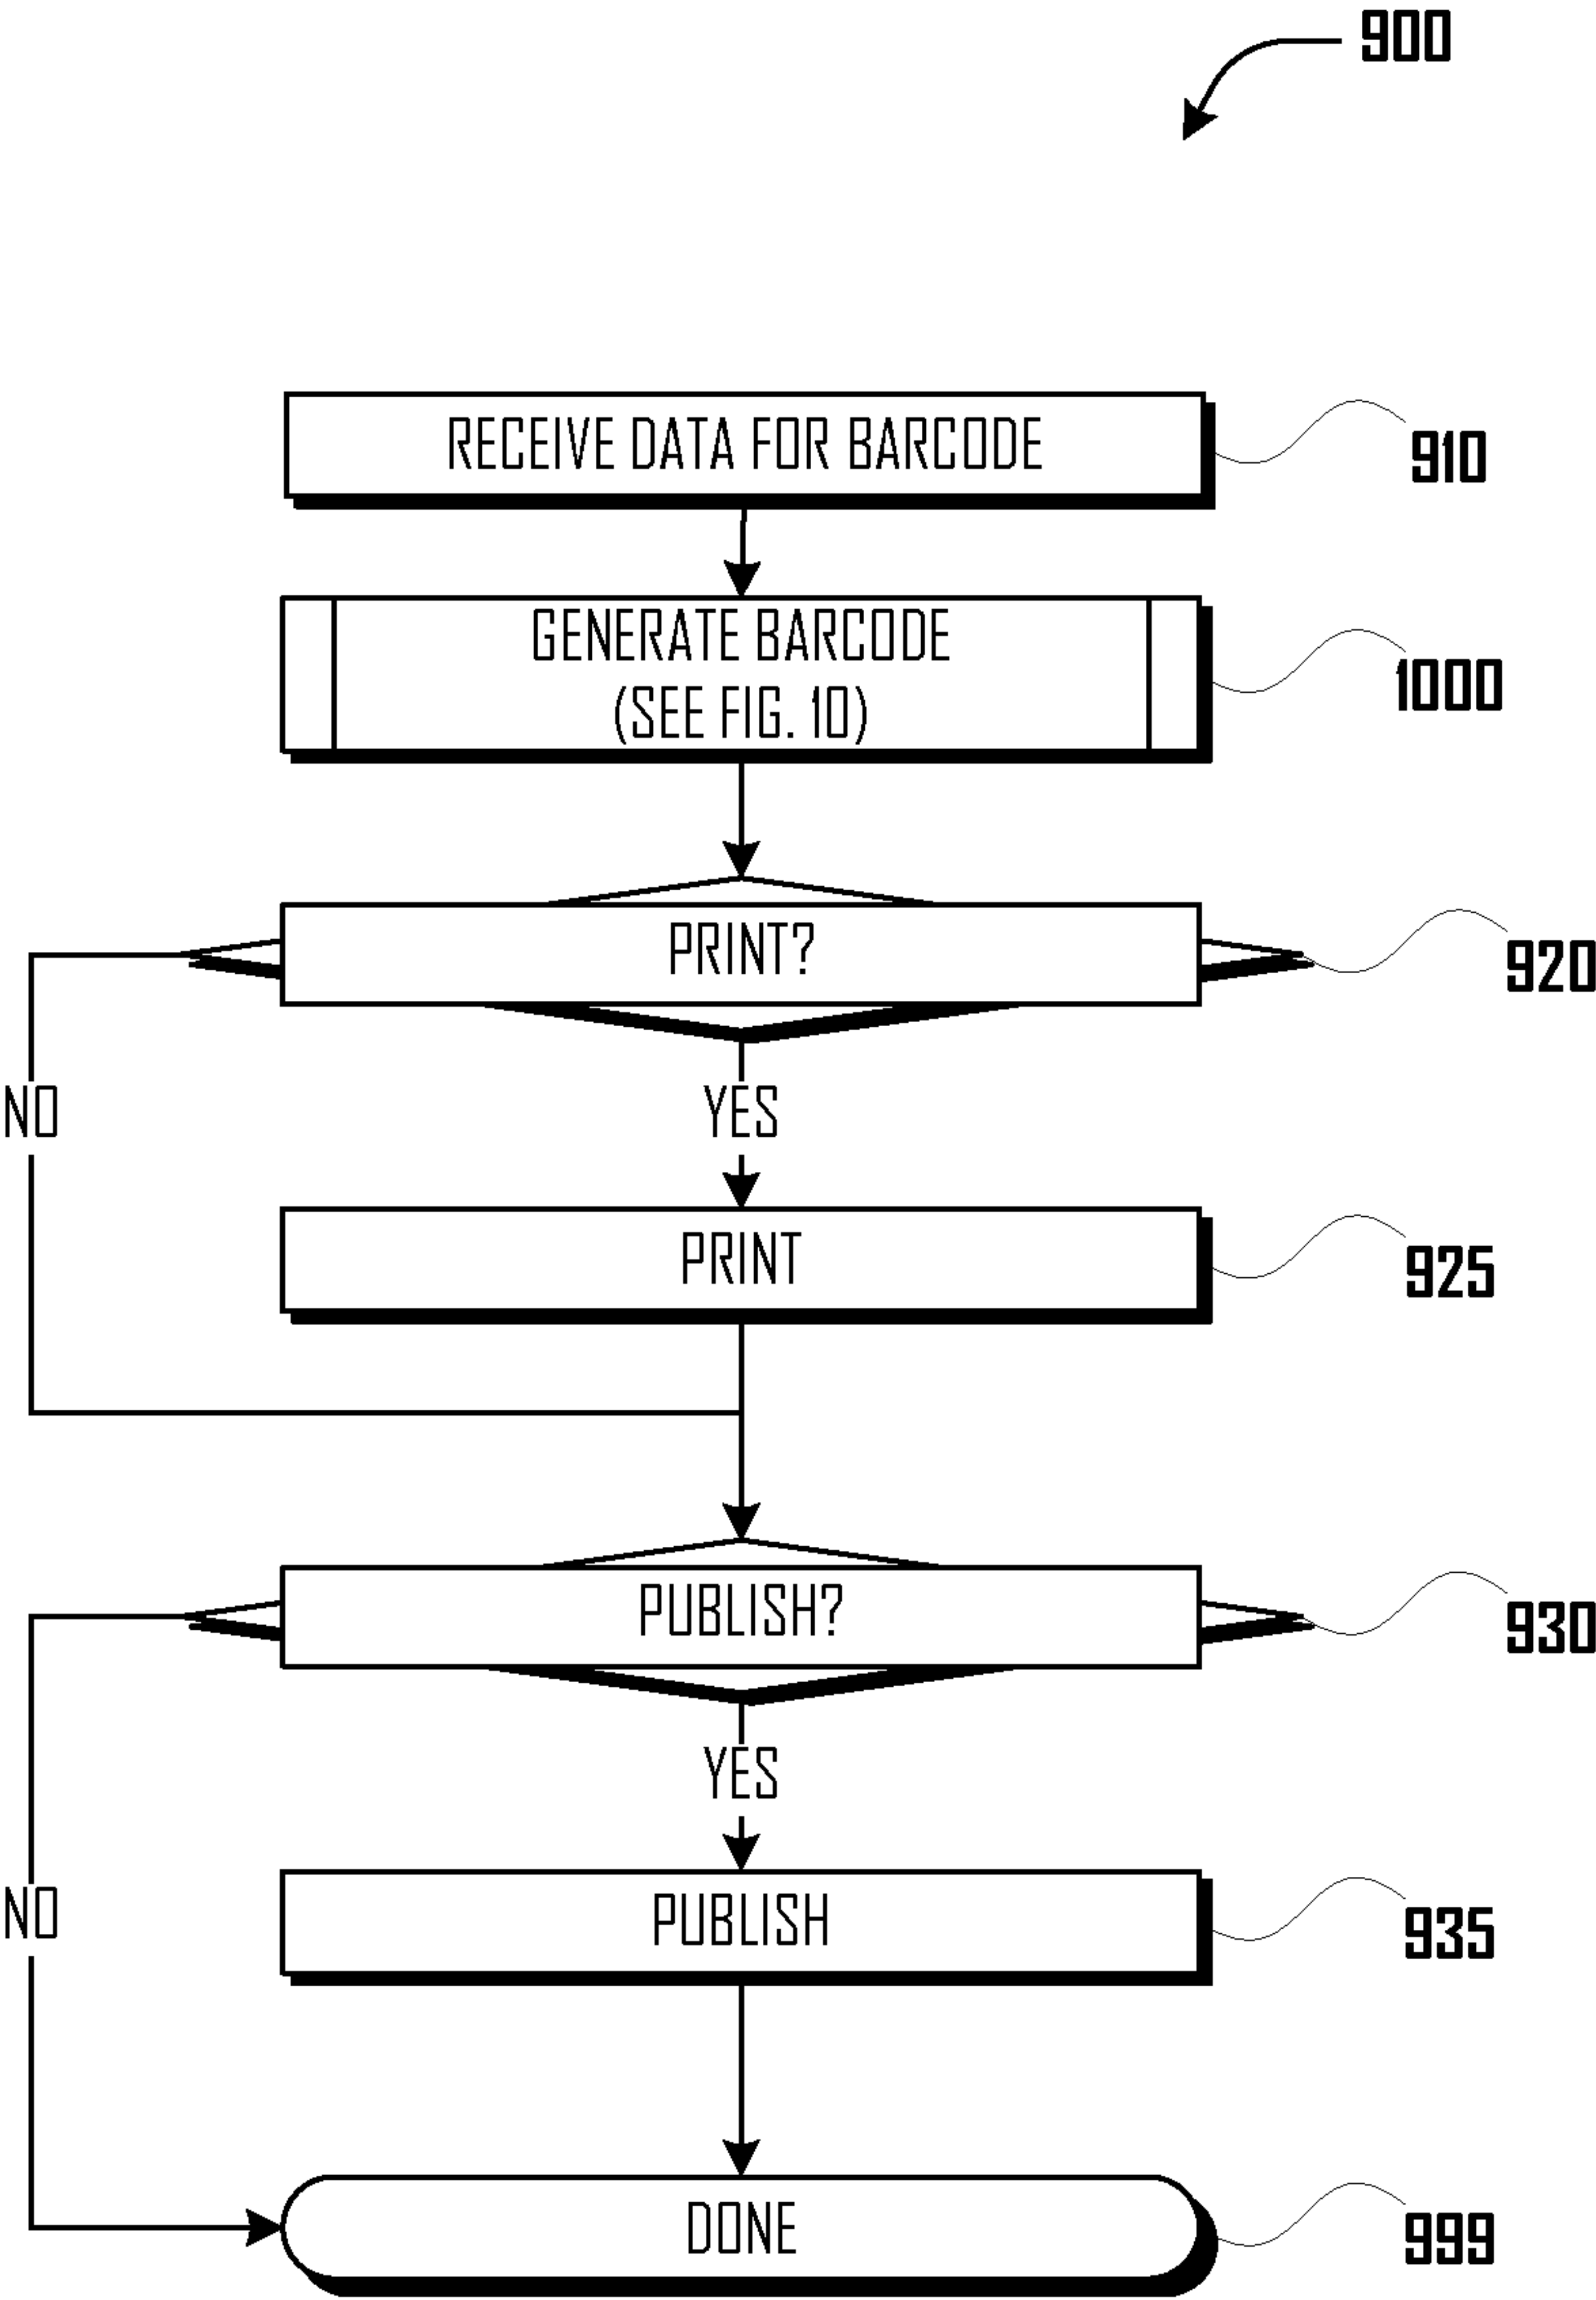 900
RECEIVE DATA FOR BARCODE
910
GENERATE BARCODE
(SEE FIG. 10)
1000
PRINT?
920
NO
YES
PRINT
925
PUBLISH?
930
YES
NO
PUBLISH
935
DONE
999